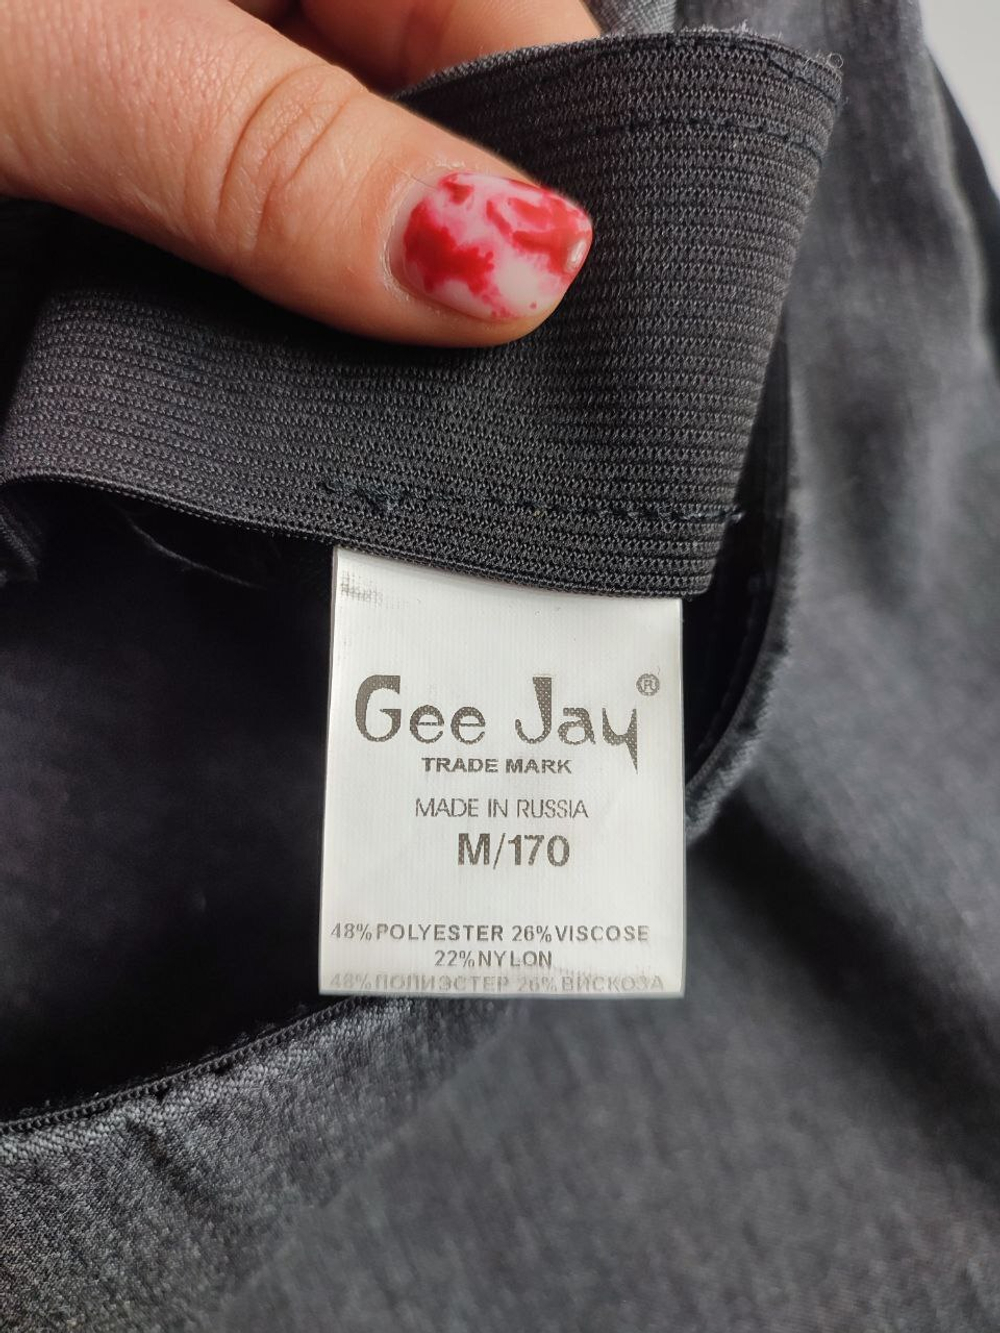 Gee Jay ®
TRADE MARK
MADE IN RUSSIA
M/170
48%POLYESTER 26%VISCOSE
22%NYLON
48%ПОЛИЭСТЕР 26%ВИСКОЗА